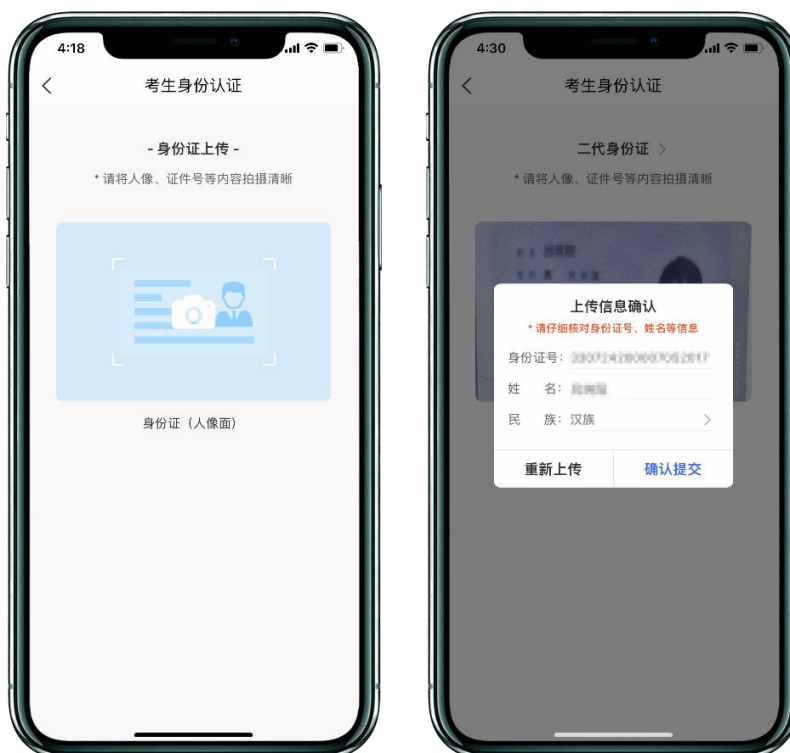 4:18
考生身份认证
- 身份证上传 -
* 请将人像、证件号等内容拍摄清晰
身份证（人像面）
4:30
考生身份认证
二代身份证 >
* 请将人像、证件号等内容拍摄清晰
上传信息确认
* 请仔细核对身份证号、姓名等信息
身份证号：
姓 名：
民 族：汉族
重新上传
确认提交